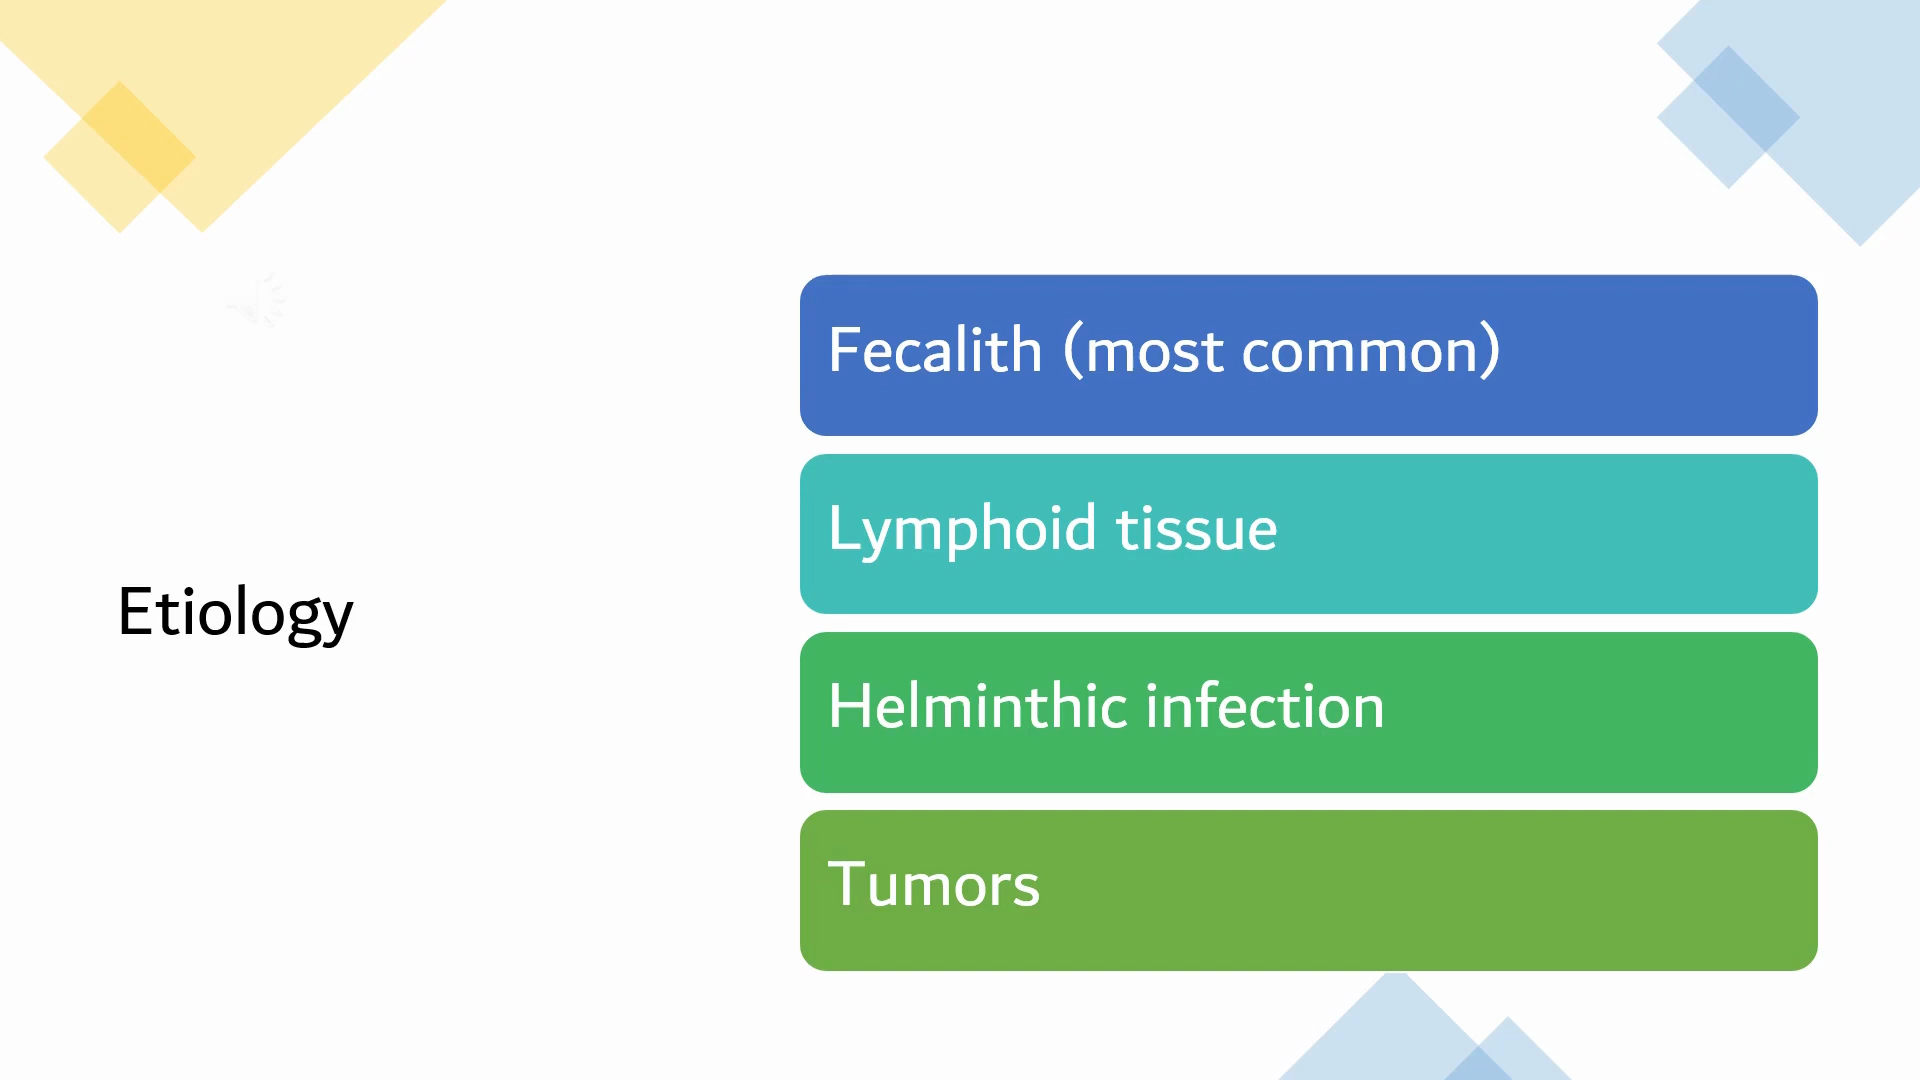 Etiology
Fecalith (most common)
Lymphoid tissue
Helminthic infection
Tumors